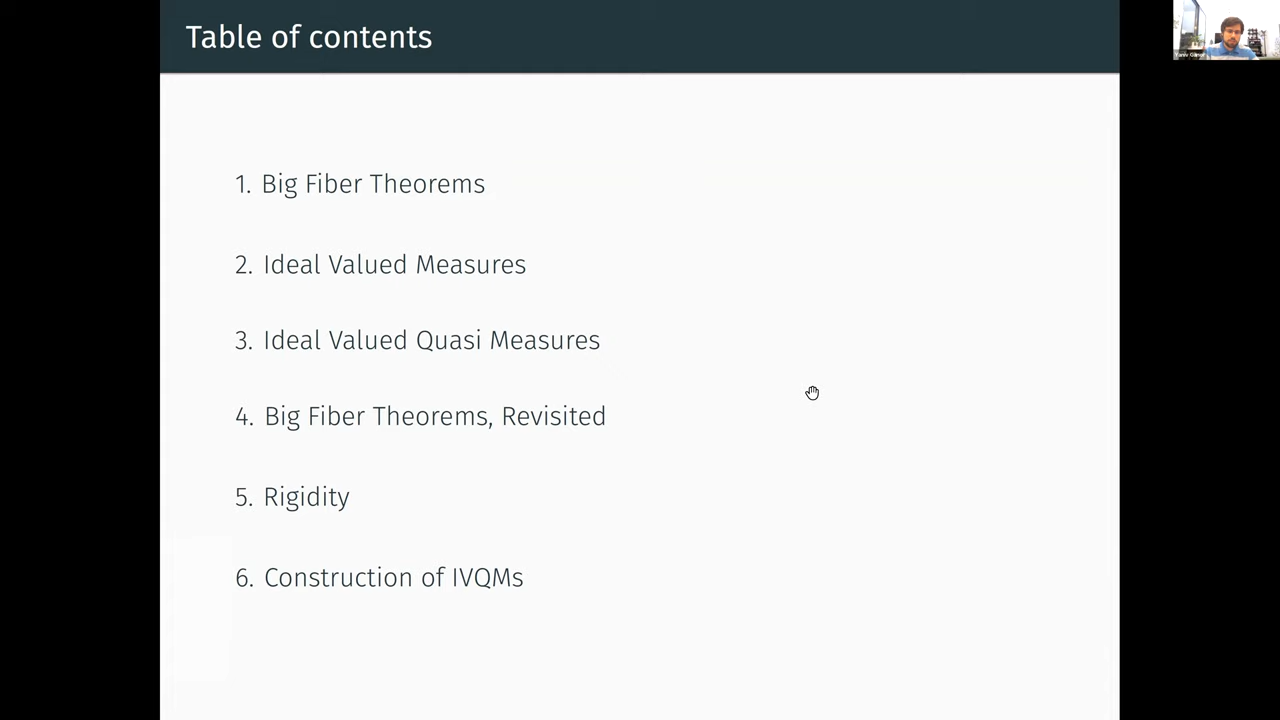 Table of contents
1. Big Fiber Theorems
2. Ideal Valued Measures
3. Ideal Valued Quasi Measures
4. Big Fiber Theorems, Revisited
5. Rigidity
6. Construction of IVQMs